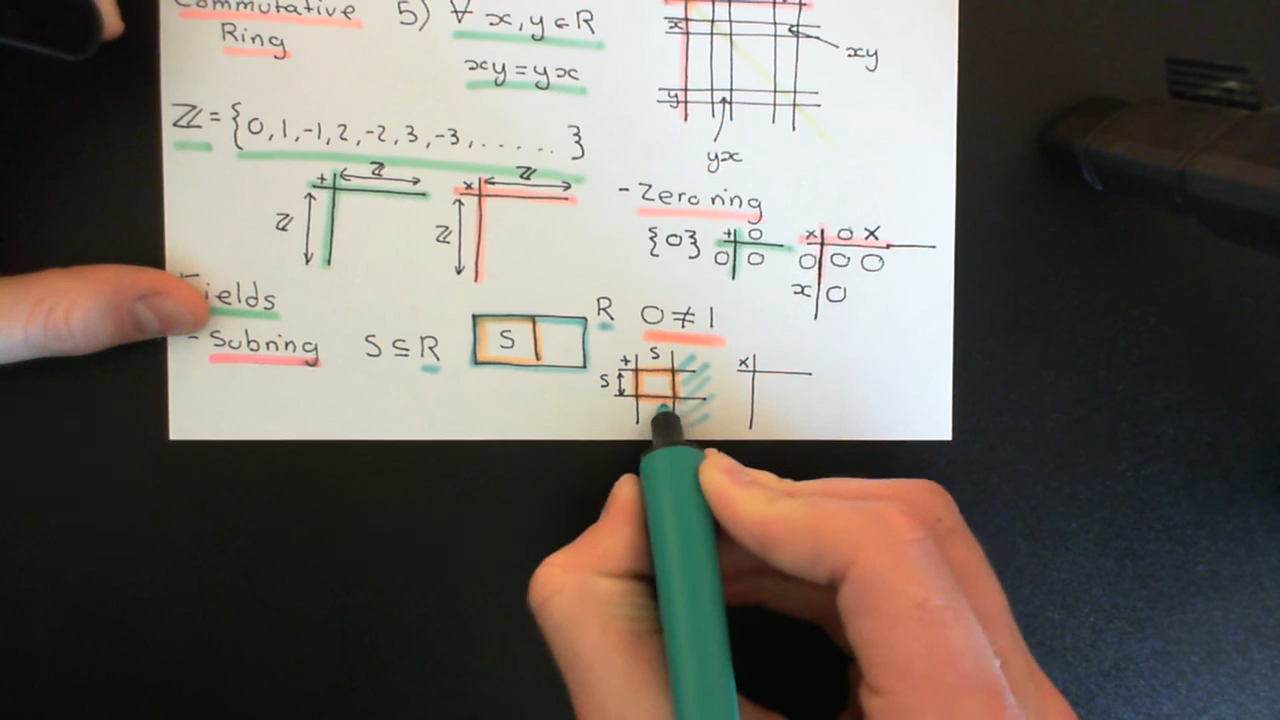 Commutative
Ring
5) ∀ x, y ∈ R
xy = yx
x
xy
y
yx
ℤ = {0, 1, -1, 2, -2, 3, -3, ...... }
+ ℤ
ℤ
× ℤ
ℤ
- Zero ring
{0}
+ 0
0 0
× 0 x
0 0 0
x 0
Fields
- Subring S ⊆ R
S
R 0 ≠ 1
+ S
S
×